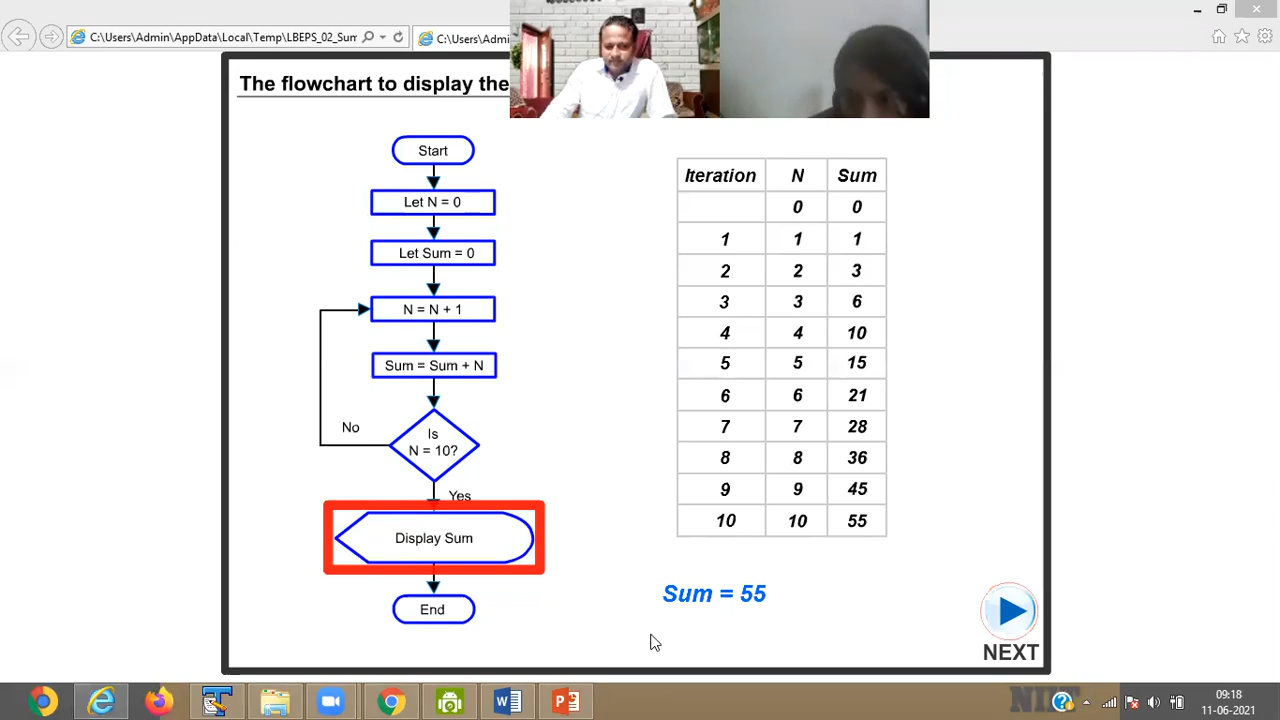 C:\Users\Admin\AppData\Local\Temp\LBEPS_02_Sum
C:\Users\Admi
The flowchart to display the
Start
Let N = 0
Let Sum = 0
N = N + 1
Sum = Sum + N
Is
N = 10?
No
Yes
Display Sum
End
Iteration N Sum
0 0
1 1 1
2 2 3
3 3 6
4 4 10
5 5 15
6 6 21
7 7 28
8 8 36
9 9 45
10 10 55
Sum = 55
NEXT
09:18
11-06-2021